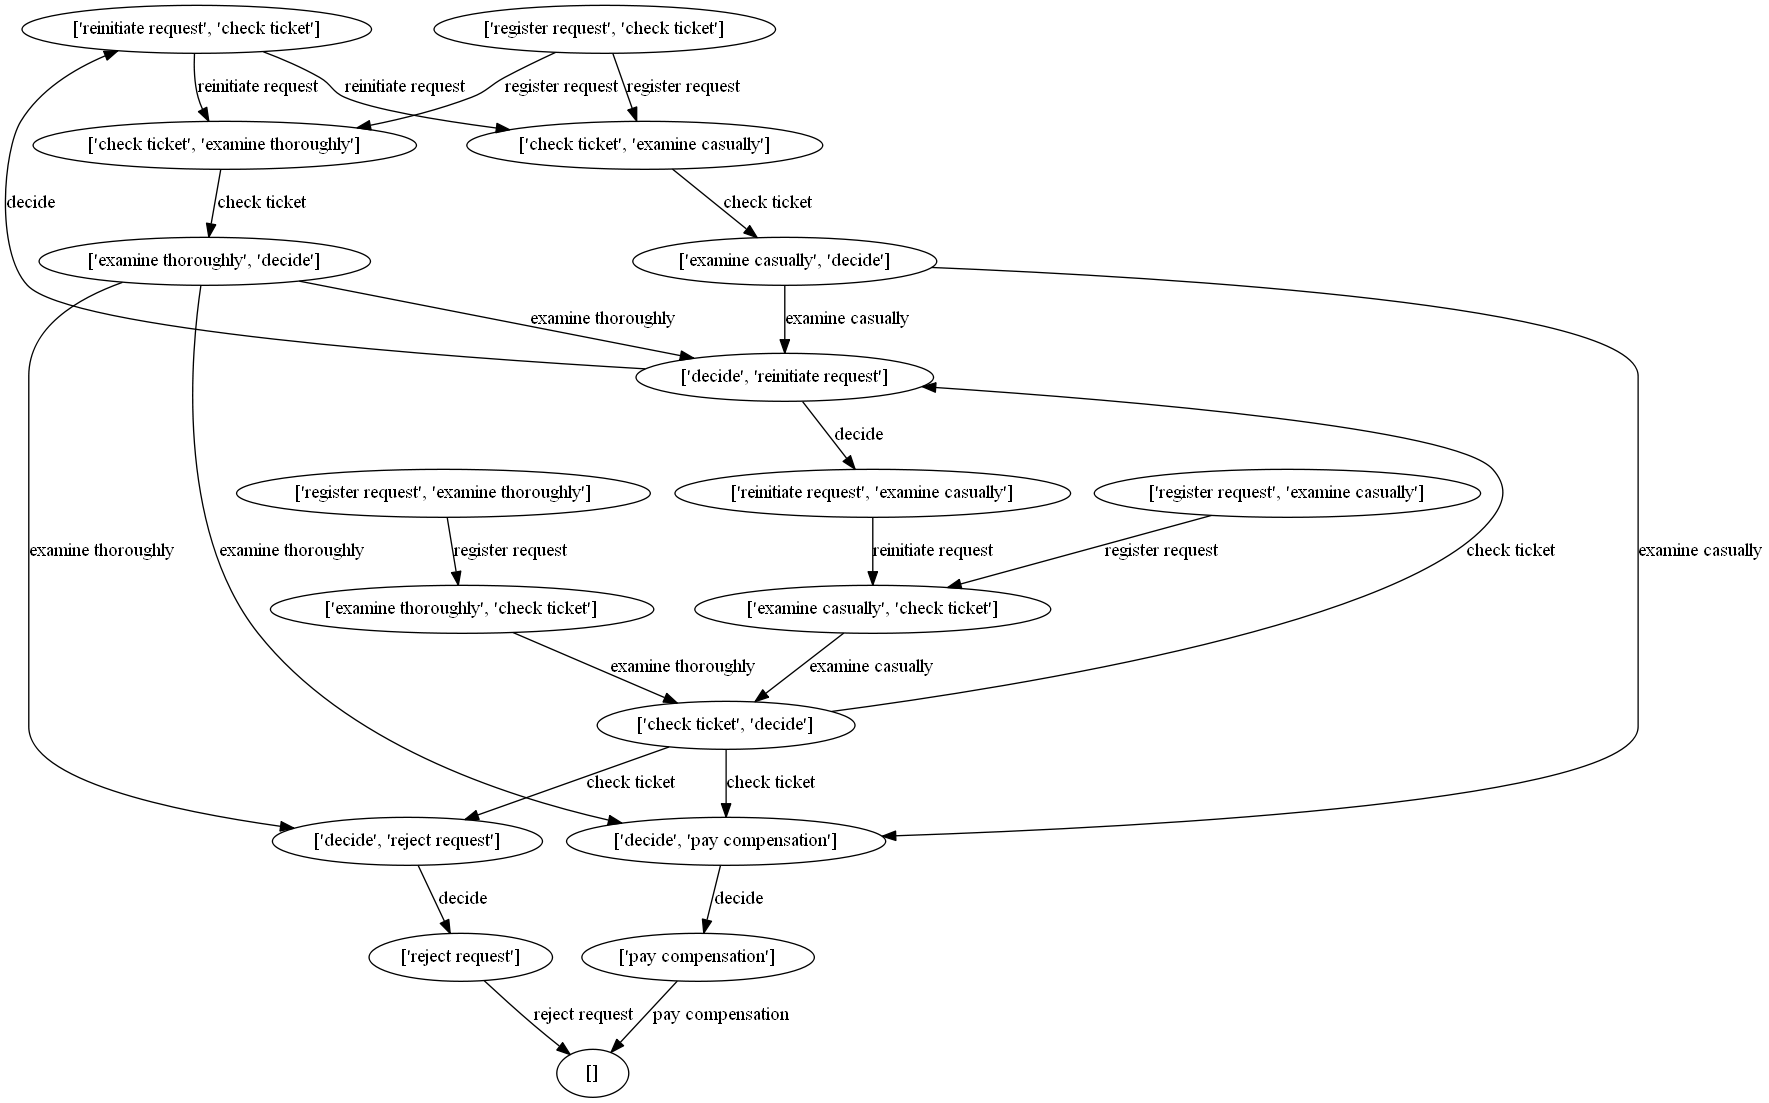 ['reinitiate request', 'check ticket']
['register request', 'check ticket']
reinitiate request
reinitiate request
register request
register request
['check ticket', 'examine thoroughly']
['check ticket', 'examine casually']
decide
check ticket
check ticket
['examine thoroughly', 'decide']
['examine casually', 'decide']
examine thoroughly
examine casually
['decide', 'reinitiate request']
decide
['register request', 'examine thoroughly']
['reinitiate request', 'examine casually']
['register request', 'examine casually']
examine thoroughly
examine thoroughly
register request
reinitiate request
register request
check ticket
examine casually
['examine thoroughly', 'check ticket']
['examine casually', 'check ticket']
examine thoroughly
examine casually
['check ticket', 'decide']
check ticket
check ticket
['decide', 'reject request']
['decide', 'pay compensation']
decide
decide
['reject request']
['pay compensation']
reject request
pay compensation
[]